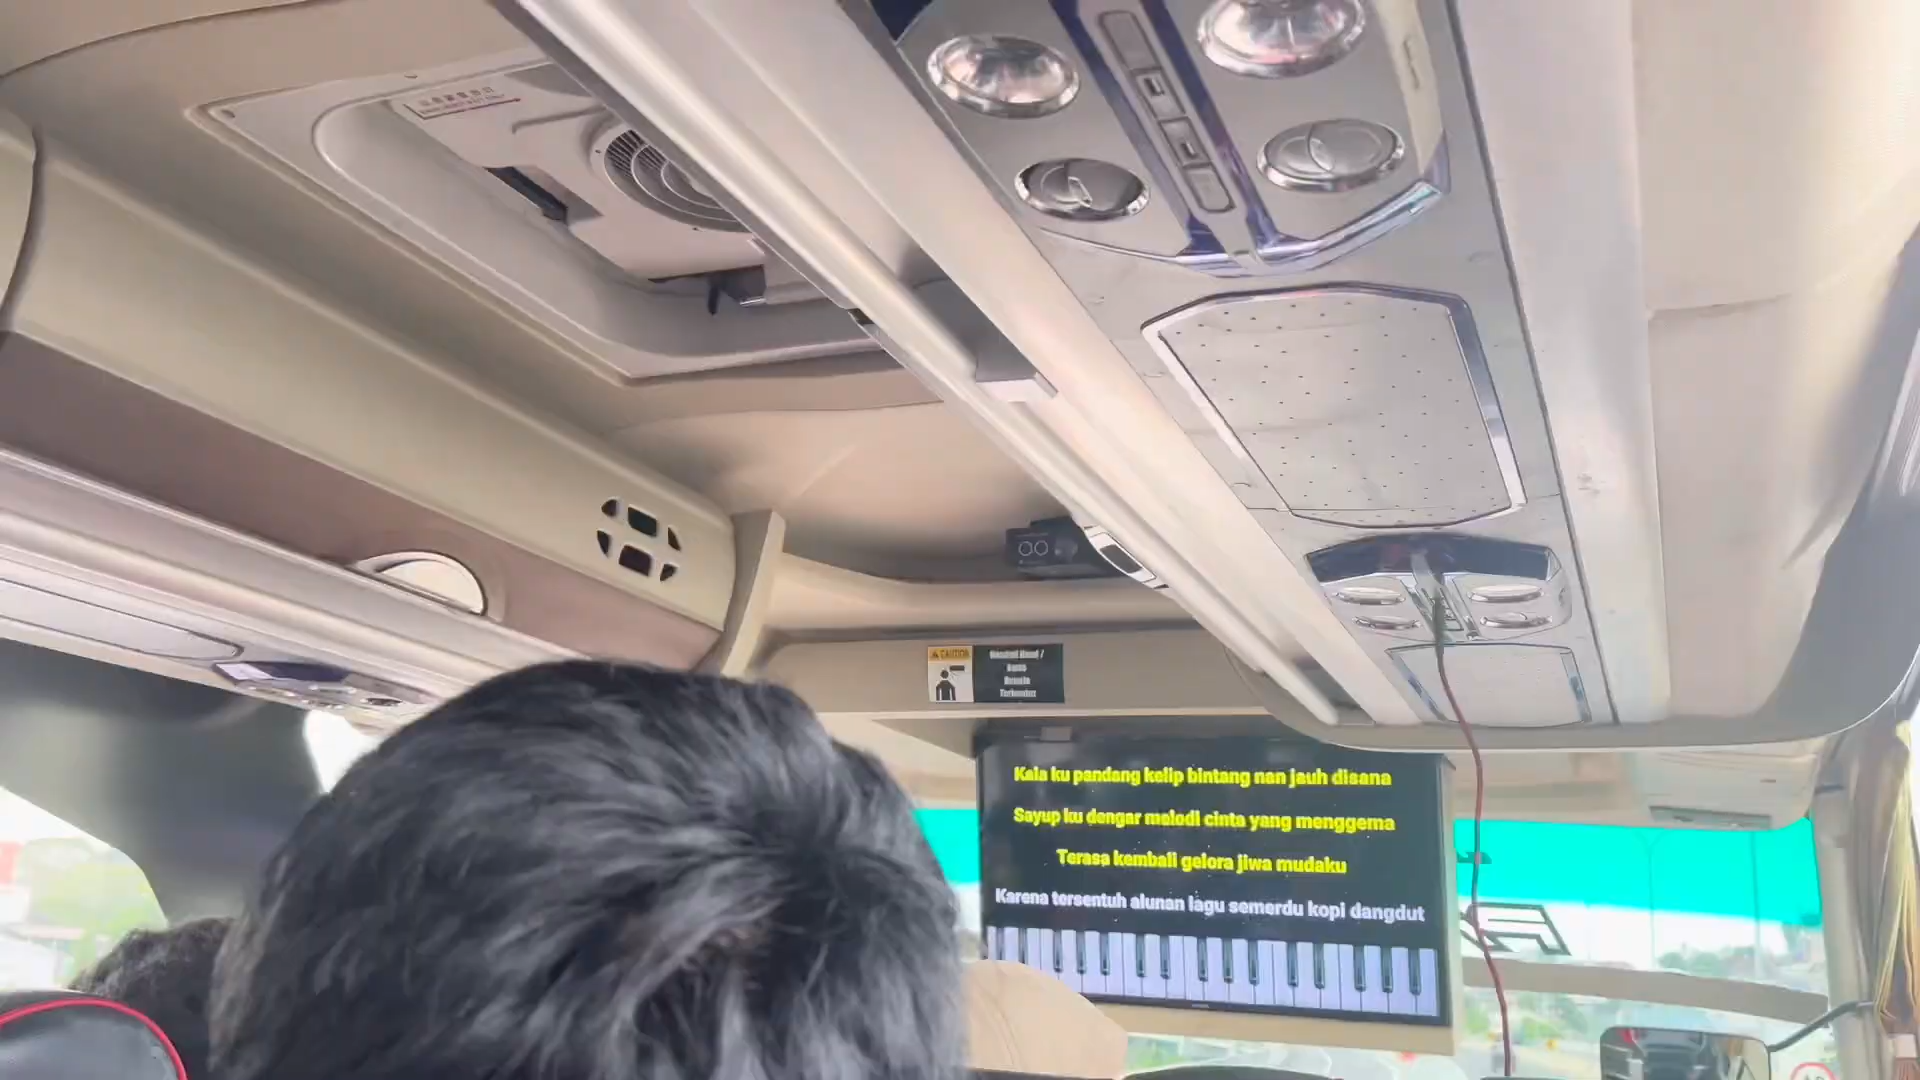 CAUTION
Kala ku pandang kelip bintang nan jauh disana
Sayup ku dengar melodi cinta yang menggema
Terasa kembali gelora jiwa mudaku
Karena tersentuh alunan lagu semerdu kopi dangdut